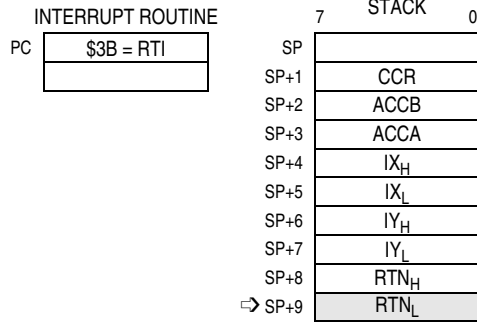 INTERRUPT ROUTINE
PC $3B = RTI
STACK
7 0
SP
SP+1 CCR
SP+2 ACCB
SP+3 ACCA
SP+4 IXH
SP+5 IXL
SP+6 IYH
SP+7 IYL
SP+8 RTNH
⇨ SP+9 RTNL